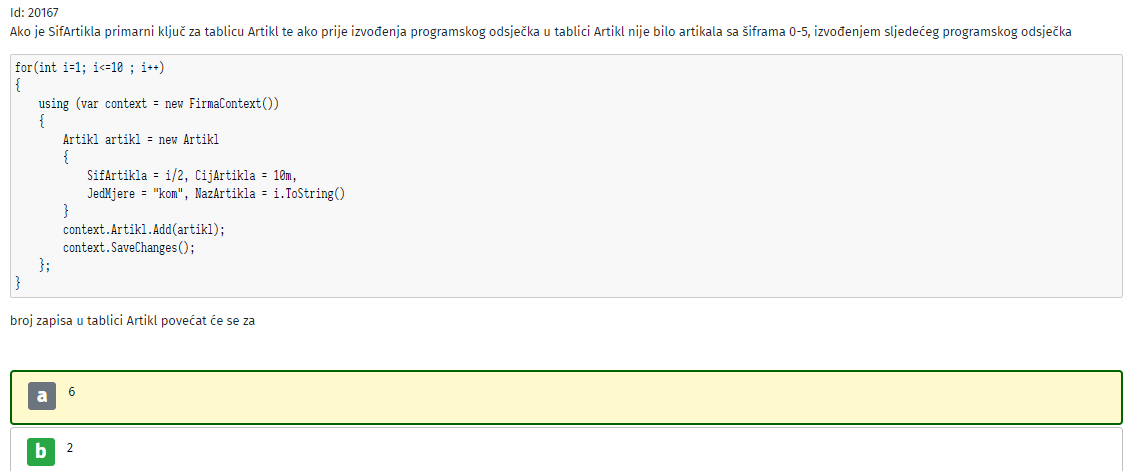 Id: 20167
Ako je SifArtikla primarni ključ za tablicu Artikl te ako prije izvođenja programskog odsječka u tablici Artikl nije bilo artikala sa šiframa 0-5, izvođenjem sljedećeg programskog odsječka
for(int i=1; i<=10 ; i++)
{
using (var context = new FirmaContext())
{
Artikl artikl = new Artikl
{
SifArtikla = i/2, CijArtikla = 10m,
JedMjere = "kom", NazArtikla = i.ToString()
}
context.Artikl.Add(artikl);
context.SaveChanges();
};
}
broj zapisa u tablici Artikl povećat će se za
a 6
b 2